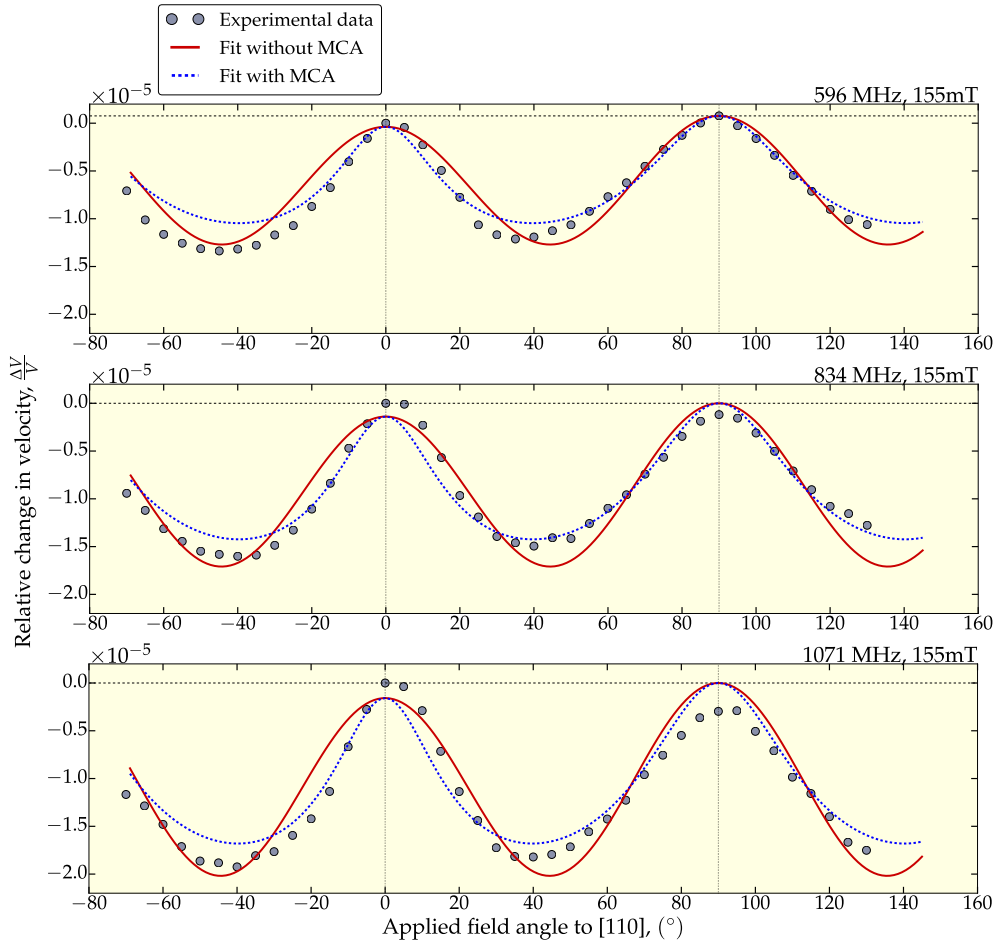 Experimental data
Fit without MCA
Fit with MCA
×10⁻⁵
596 MHz, 155mT
0.0
−0.5
−1.0
−1.5
−2.0
−80 −60 −40 −20 0 20 40 60 80 100 120 140 160
×10⁻⁵
834 MHz, 155mT
0.0
−0.5
−1.0
−1.5
−2.0
−80 −60 −40 −20 0 20 40 60 80 100 120 140 160
Relative change in velocity, ΔV/V
×10⁻⁵
1071 MHz, 155mT
0.0
−0.5
−1.0
−1.5
−2.0
−80 −60 −40 −20 0 20 40 60 80 100 120 140 160
Applied field angle to [110], (°)